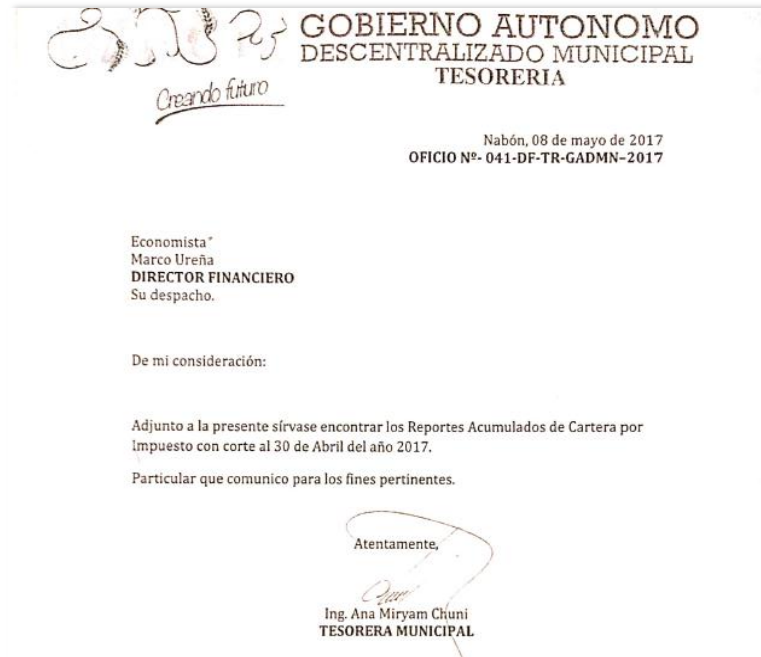 GOBIERNO AUTONOMO
DESCENTRALIZADO MUNICIPAL
TESORERIA
Creando futuro
Nabón, 08 de mayo de 2017
OFICIO Nº- 041-DF-TR-GADMN–2017
Economista
Marco Ureña
DIRECTOR FINANCIERO
Su despacho.
De mi consideración:
Adjunto a la presente sírvase encontrar los Reportes Acumulados de Cartera por
Impuesto con corte al 30 de Abril del año 2017.
Particular que comunico para los fines pertinentes.
Atentamente,
Ing. Ana Miryam Chuni
TESORERA MUNICIPAL